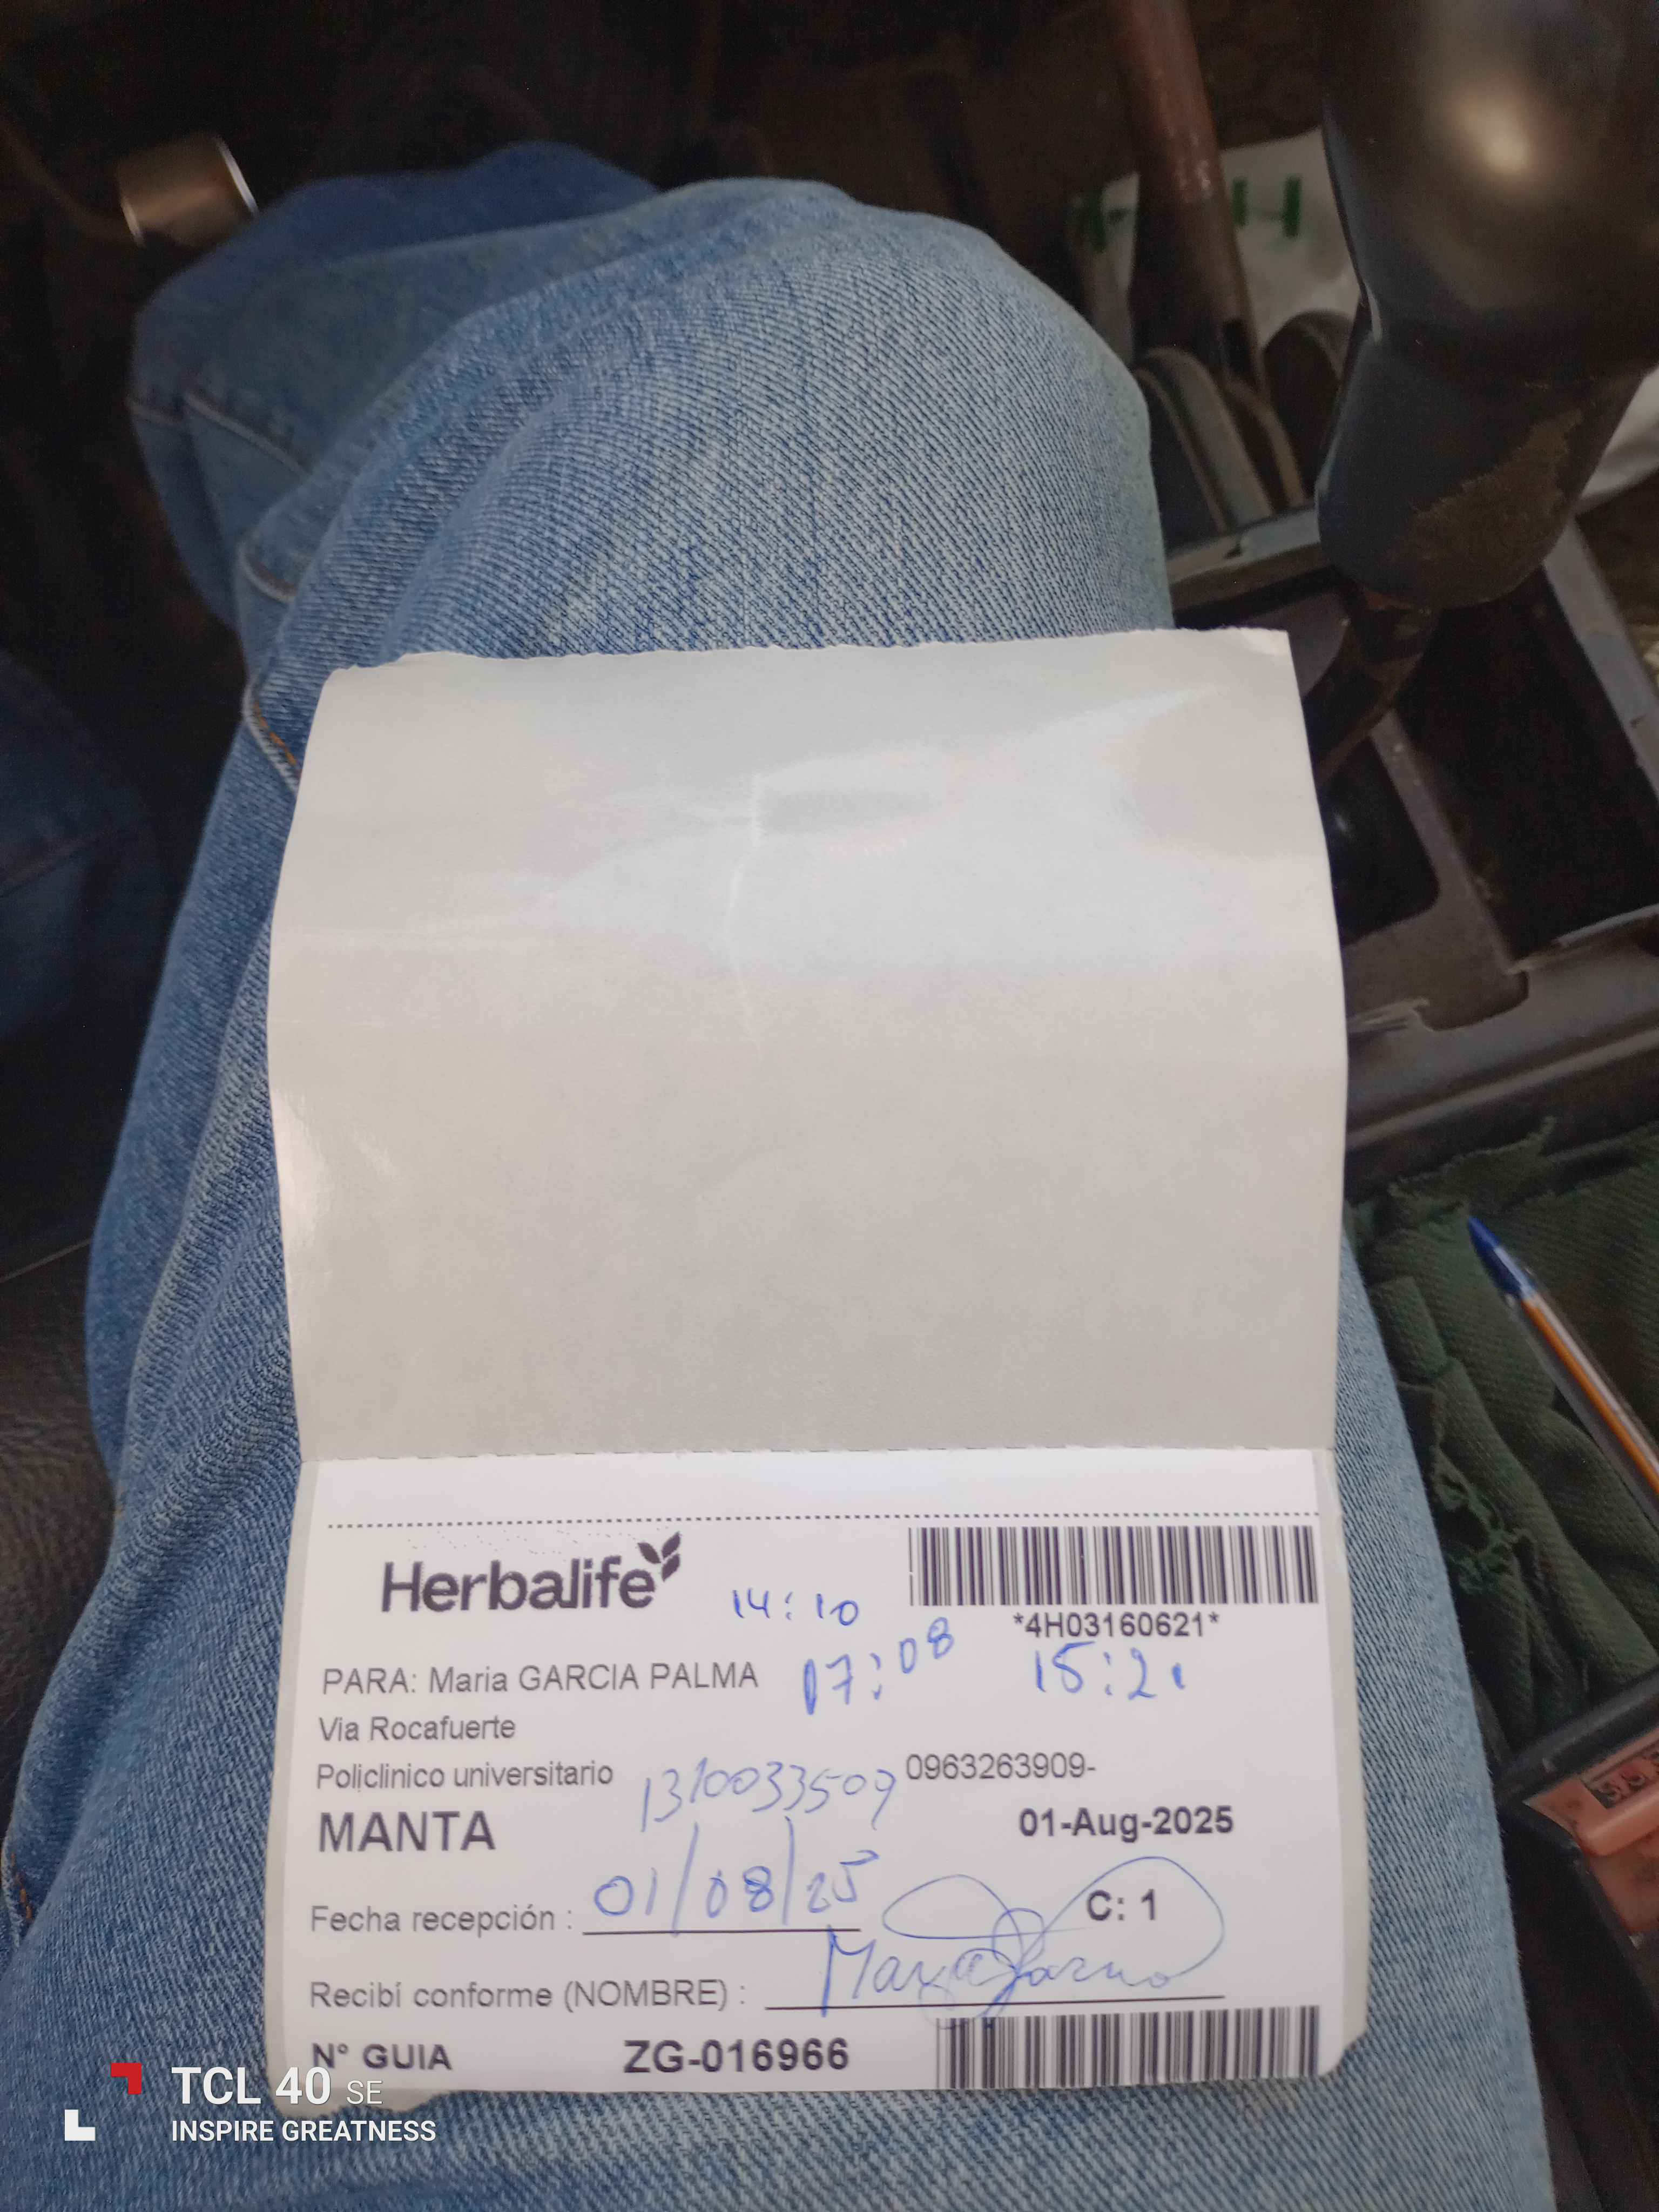 Herbalife
14:10
*4H03160621*
PARA: Maria GARCIA PALMA 17:08 15:21
Via Rocafuerte
Policlinico universitario 1310033509 0963263909-
MANTA 01-Aug-2025
Fecha recepción : 01/08/25 C: 1
Recibí conforme (NOMBRE) : Maria
N° GUIA ZG-016966
TCL 40 SE
INSPIRE GREATNESS